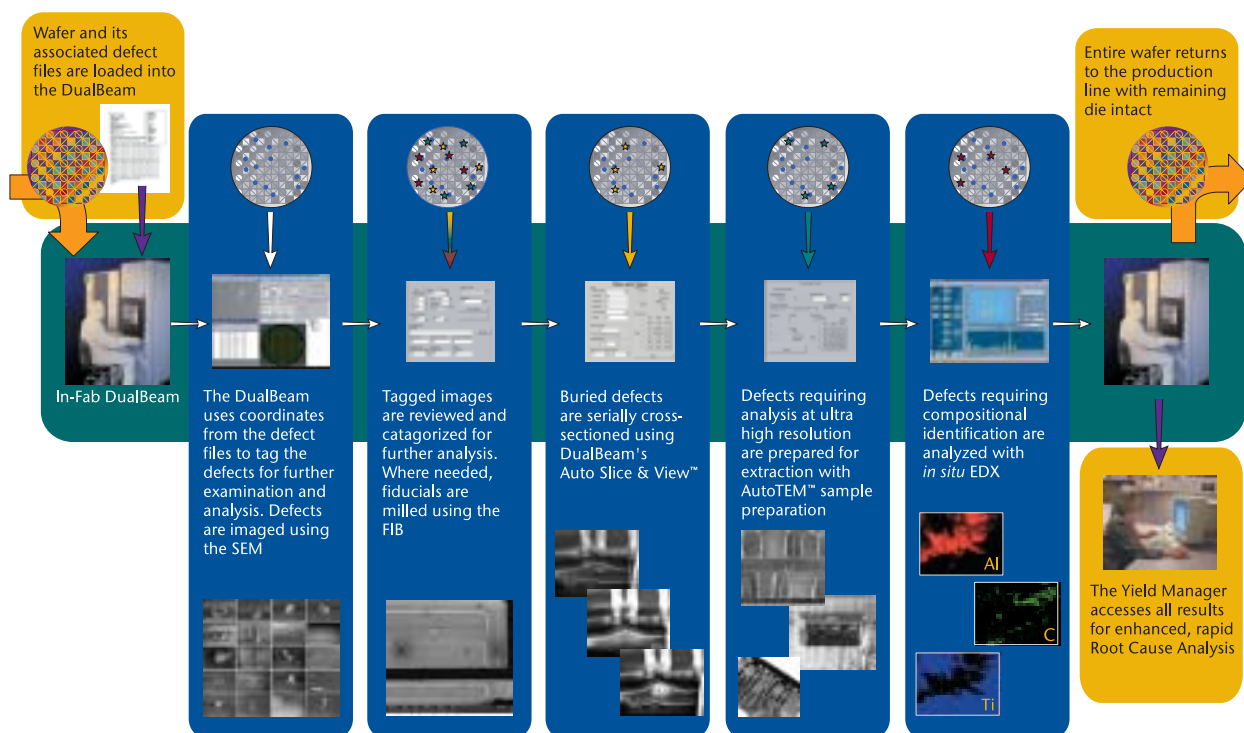 Wafer and its
associated defect
files are loaded into
the DualBeam
Entire wafer returns
to the production
line with remaining
die intact
In-Fab DualBeam
The DualBeam
uses coordinates
from the defect
files to tag the
defects for further
examination and
analysis. Defects
are imaged using
the SEM
Tagged images
are reviewed and
catagorized for
further analysis.
Where needed,
fiducials are
milled using the
FIB
Buried defects
are serially cross-
sectioned using
DualBeam's
Auto Slice & View™
Defects requiring
analysis at ultra
high resolution
are prepared for
extraction with
AutoTEM™ sample
preparation
Defects requiring
compositional
identification are
analyzed with
in situ EDX
Al
C
Ti
The Yield Manager
accesses all results
for enhanced, rapid
Root Cause Analysis